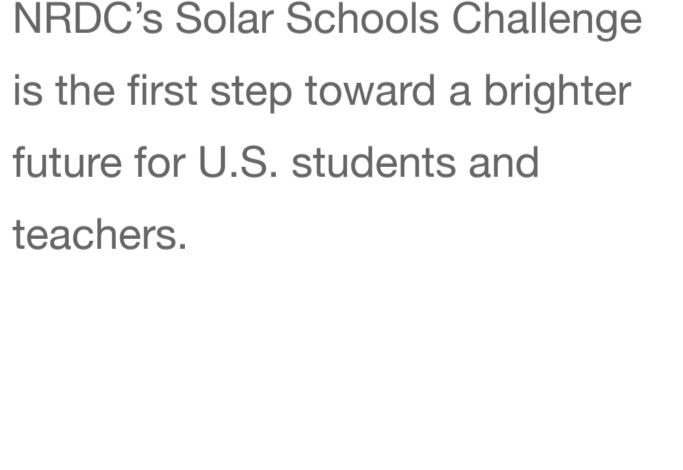 NRDC’s Solar Schools Challenge
is the first step toward a brighter
future for U.S. students and
teachers.